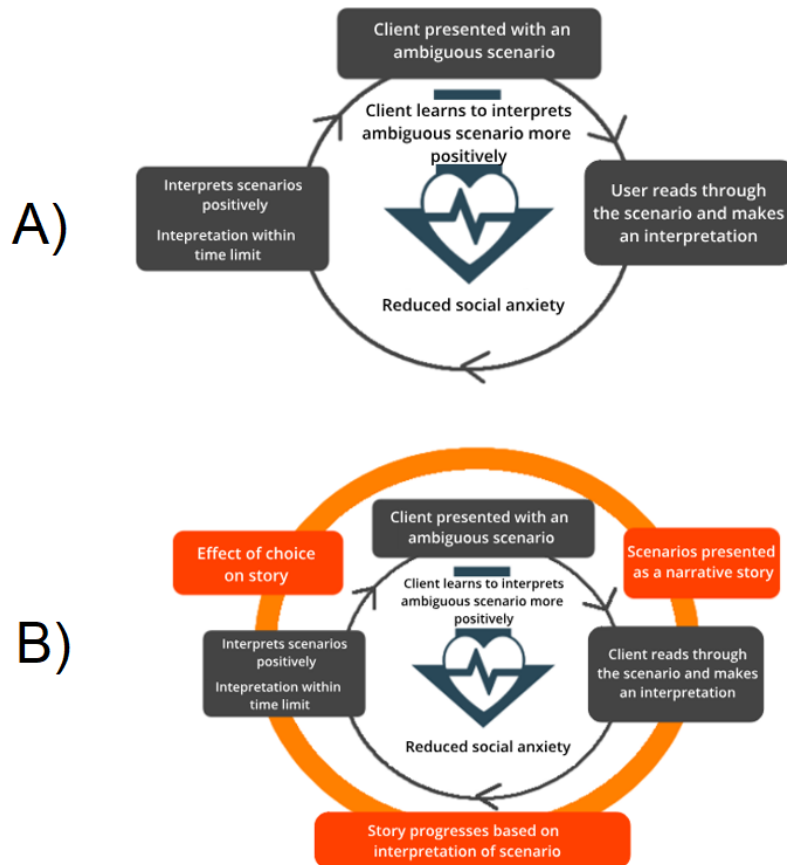 A)
Client presented with an
ambiguous scenario
Client learns to interprets
ambiguous scenario more
positively
Interprets scenarios
positively
Intepretation within
time limit
User reads through
the scenario and makes
an interpretation
Reduced social anxiety
B)
Client presented with an
ambiguous scenario
Effect of choice
on story
Scenarios presented
as a narrative story
Client learns to interprets
ambiguous scenario more
positively
Interprets scenarios
positively
Intepretation within
time limit
Client reads through
the scenario and makes
an interpretation
Reduced social anxiety
Story progresses based on
interpretation of scenario